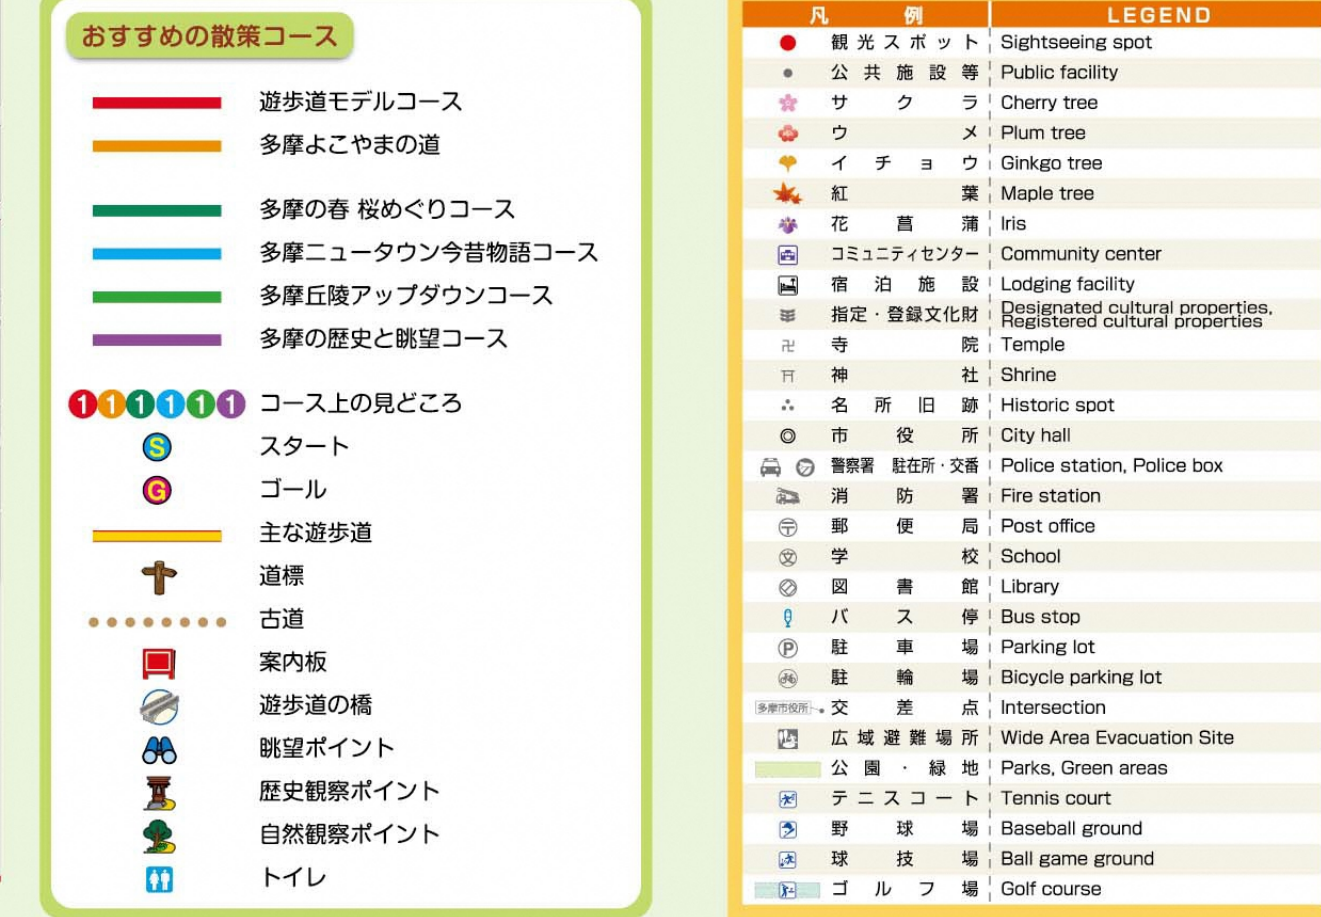 おすすめの散策コース
遊歩道モデルコース
多摩よこやまの道
多摩の春 桜めぐりコース
多摩ニュータウン今昔物語コース
多摩丘陵アップダウンコース
多摩の歴史と眺望コース
1 1 1 1 1 1 コース上の見どころ
S スタート
G ゴール
主な遊歩道
道標
古道
案内板
遊歩道の橋
眺望ポイント
歴史観察ポイント
自然観察ポイント
トイレ
凡例 LEGEND
観光スポット Sightseeing spot
公共施設等 Public facility
サクラ Cherry tree
ウメ Plum tree
イチョウ Ginkgo tree
紅葉 Maple tree
花菖蒲 Iris
コミュニティセンター Community center
宿泊施設 Lodging facility
指定・登録文化財 Designated cultural properties,
Registered cultural properties
卍 寺院 Temple
神社 Shrine
名所旧跡 Historic spot
市役所 City hall
警察署 駐在所・交番 Police station, Police box
消防署 Fire station
〒 郵便局 Post office
文 学校 School
図書館 Library
バス停 Bus stop
P 駐車場 Parking lot
駐輪場 Bicycle parking lot
多摩市役所 交差点 Intersection
広域避難場所 Wide Area Evacuation Site
公園・緑地 Parks, Green areas
テニスコート Tennis court
野球場 Baseball ground
球技場 Ball game ground
ゴルフ場 Golf course